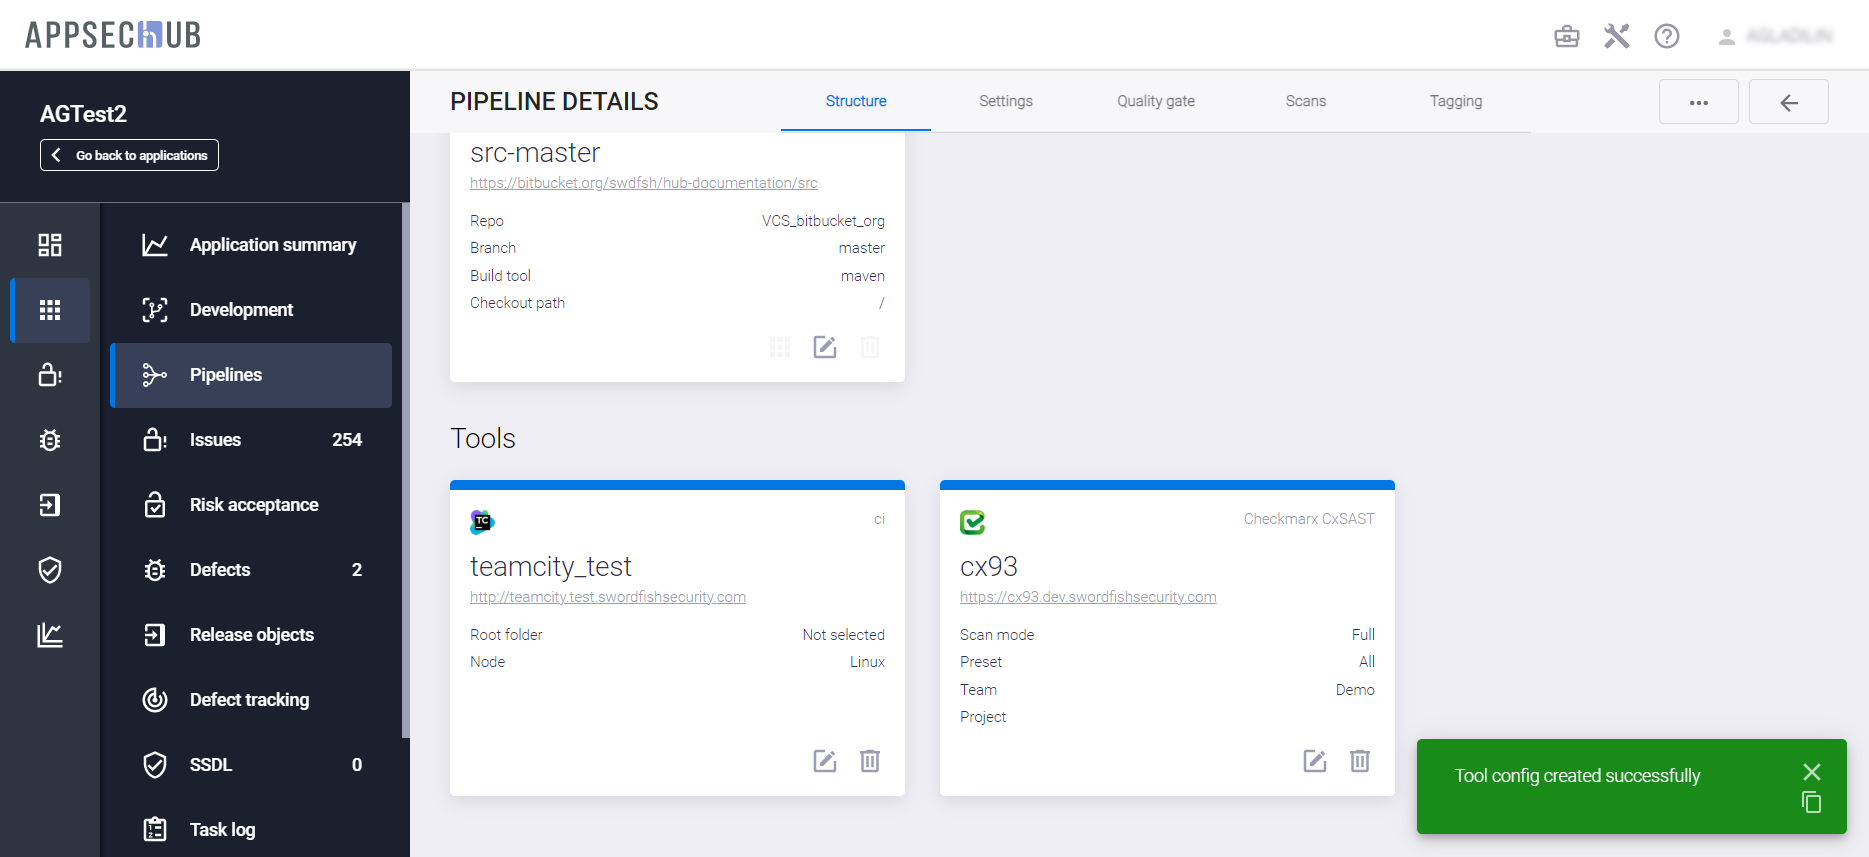 APPSECHUB
AGTest2
Go back to applications
Application summary
Development
Pipelines
Issues 254
Risk acceptance
Defects 2
Release objects
Defect tracking
SSDL 0
Task log
PIPELINE DETAILS
Structure
Settings
Quality gate
Scans
Tagging
src-master
https://bitbucket.org/swdfsh/hub-documentation/src
Repo VCS_bitbucket_org
Branch master
Build tool maven
Checkout path /
Tools
TC
ci
teamcity_test
http://teamcity.test.swordfishsecurity.com
Root folder Not selected
Node Linux
Checkmarx CxSAST
cx93
https://cx93.dev.swordfishsecurity.com
Scan mode Full
Preset All
Team Demo
Project
Tool config created successfully